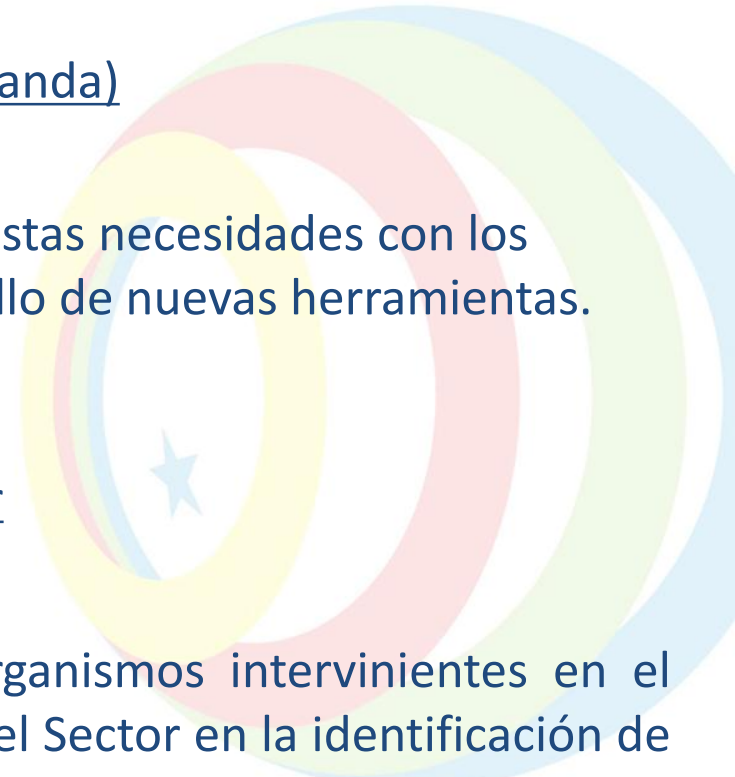 anda)
stas necesidades con los
llo de nuevas herramientas.
rganismos intervinientes en el
el Sector en la identificación de